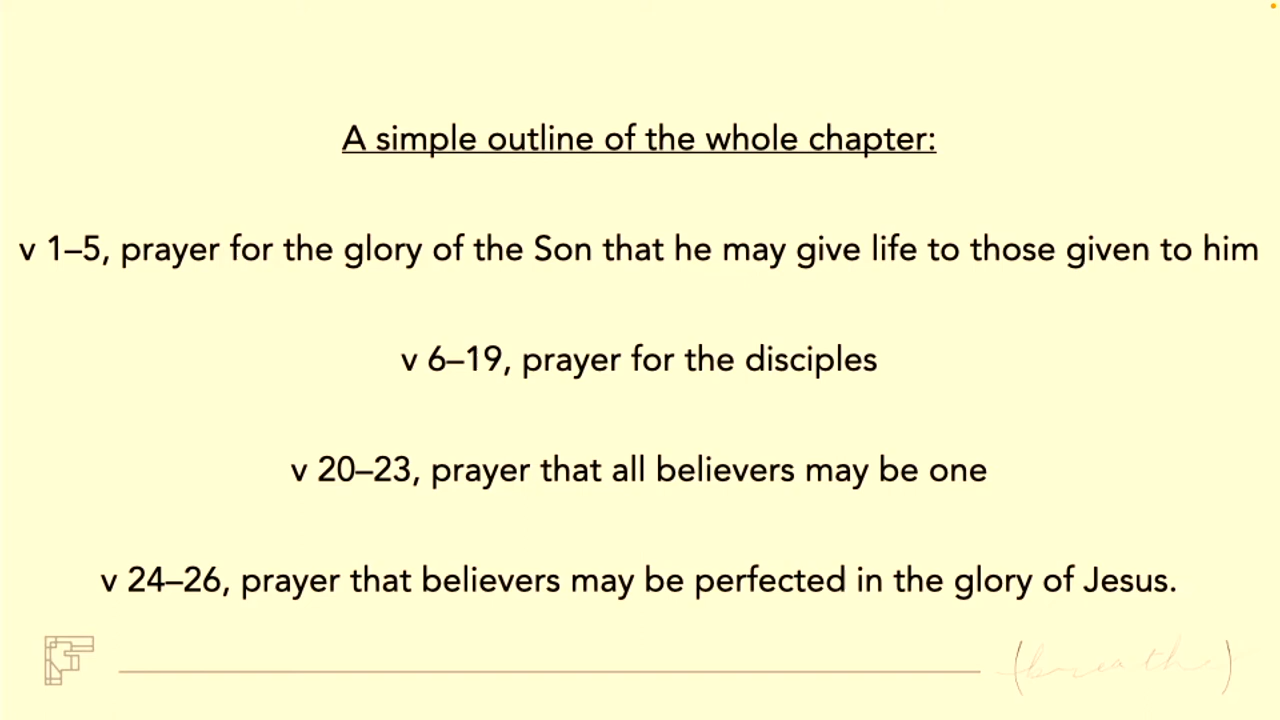 A simple outline of the whole chapter:
v 1–5, prayer for the glory of the Son that he may give life to those given to him
v 6–19, prayer for the disciples
v 20–23, prayer that all believers may be one
v 24–26, prayer that believers may be perfected in the glory of Jesus.
(breath)